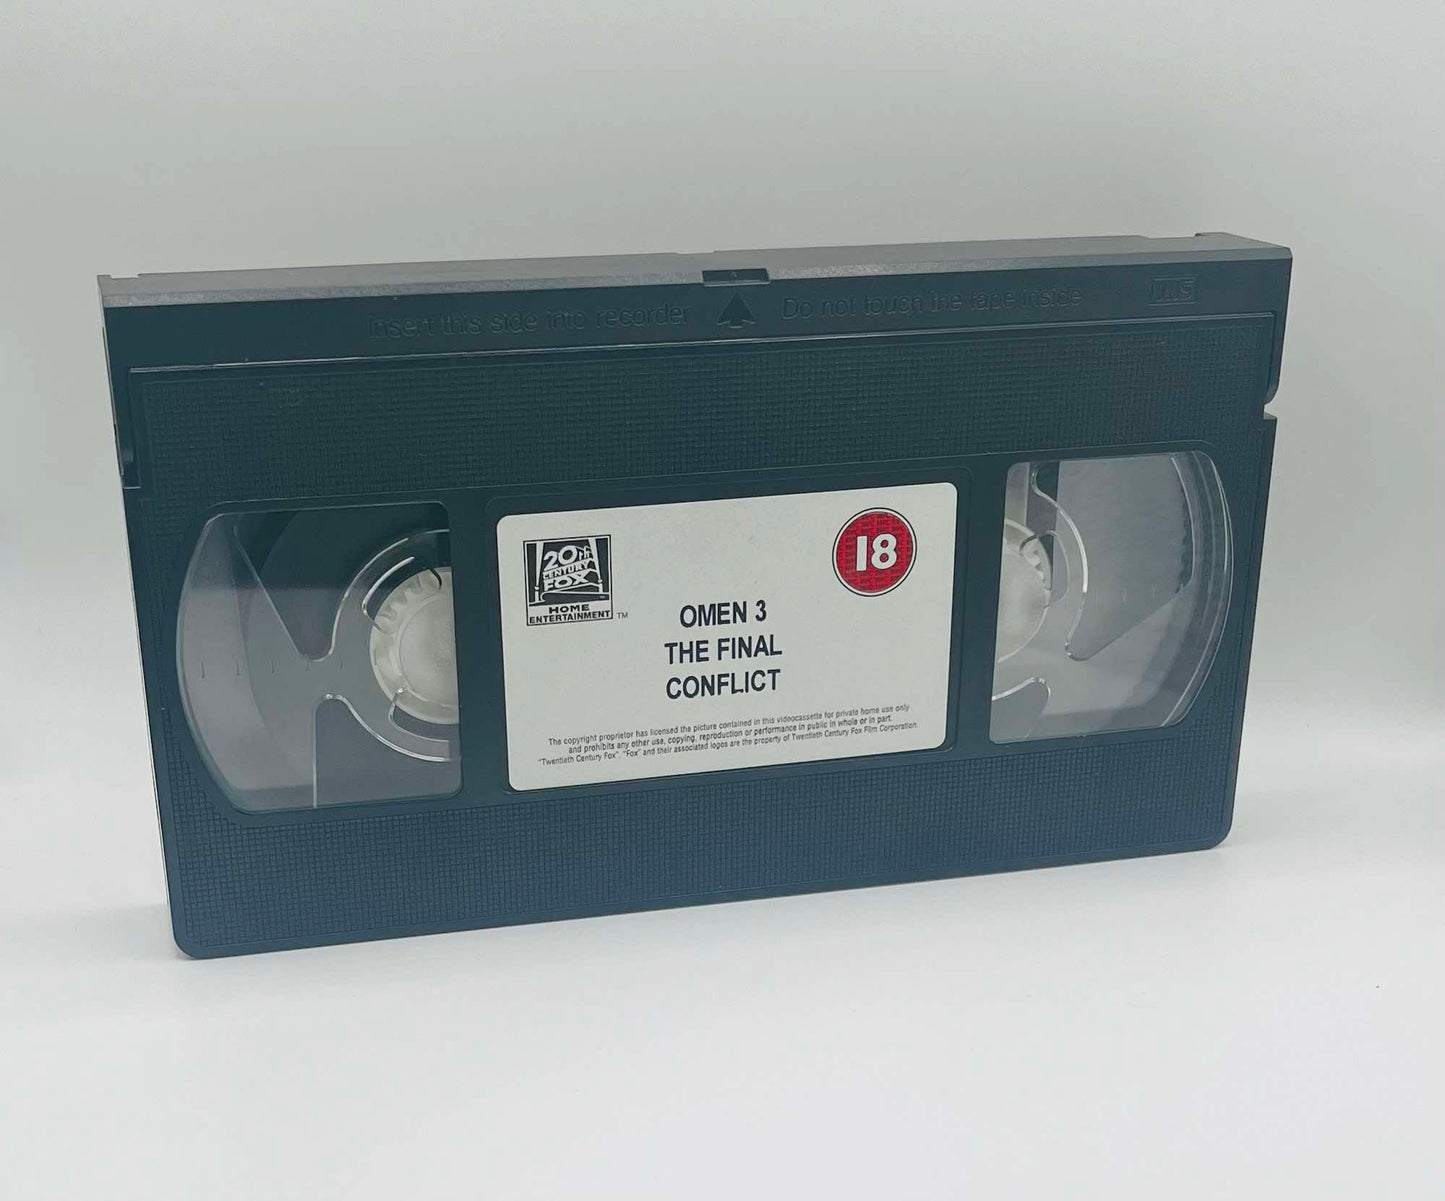 Insert this side into recorder
Do not touch the tape inside
VHS
20th
CENTURY
FOX
HOME
ENTERTAINMENT
TM
18
OMEN 3
THE FINAL
CONFLICT
The copyright proprietor has licensed the picture contained in this videocassette for private home use only
and prohibits any other use, copying, reproduction or performance in public in whole or in part.
"Twentieth Century Fox", "Fox" and their associated logos are the property of Twentieth Century Fox Film Corporation.